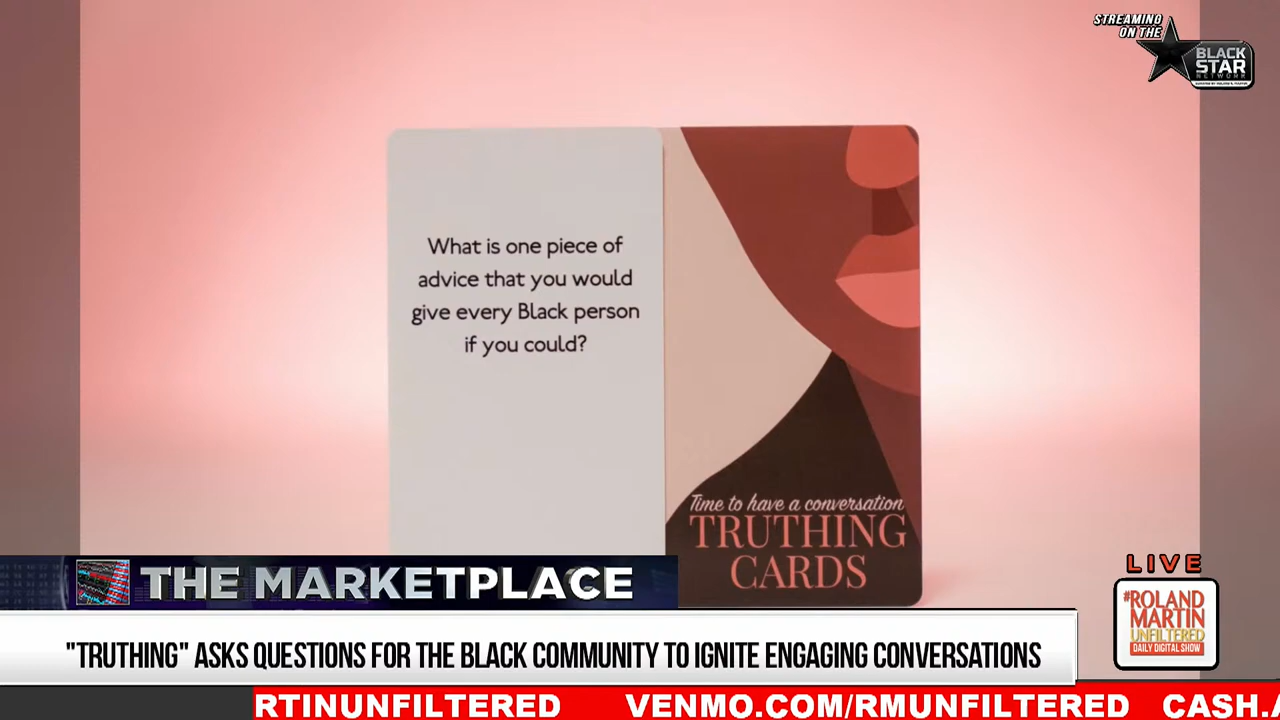 STREAMING
ON THE
BLACK
STAR
NETWORK
What is one piece of
advice that you would
give every Black person
if you could?
Time to have a conversation
TRUTHING
CARDS
THE MARKETPLACE
"TRUTHING" ASKS QUESTIONS FOR THE BLACK COMMUNITY TO IGNITE ENGAGING CONVERSATIONS
LIVE
#ROLAND
MARTIN
UNFILTERED
DAILY DIGITAL SHOW
RTINUNFILTERED VENMO.COM/RMUNFILTERED CASH.A